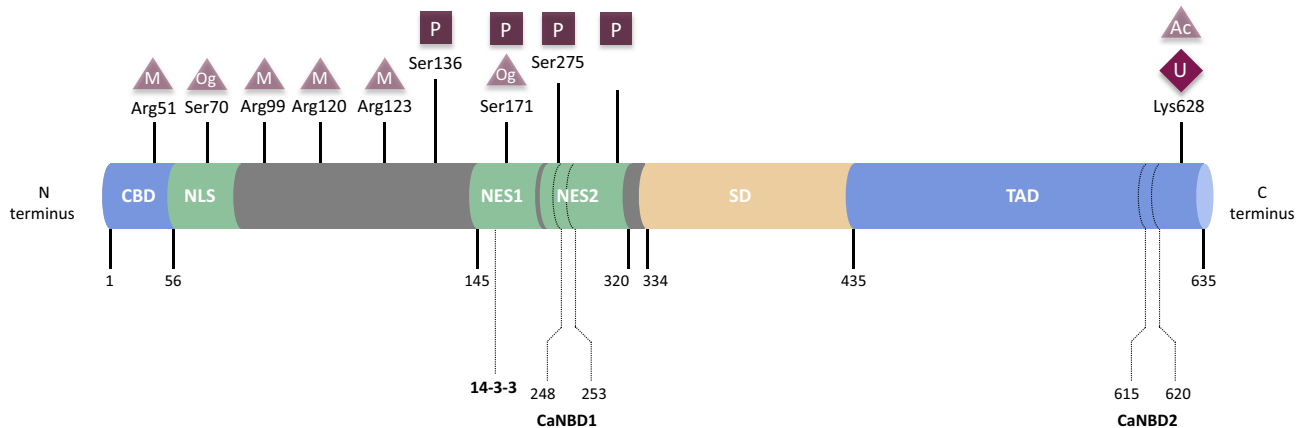 P P P P Ac
M Og M M M Og U
Ser136 Ser275
Arg51 Ser70 Arg99 Arg120 Arg123 Ser171 Lys628
N
terminus
CBD NLS NES1 NES2 SD TAD
C
terminus
1 56 145 320 334 435 635
14-3-3 248 253 615 620
CaNBD1 CaNBD2